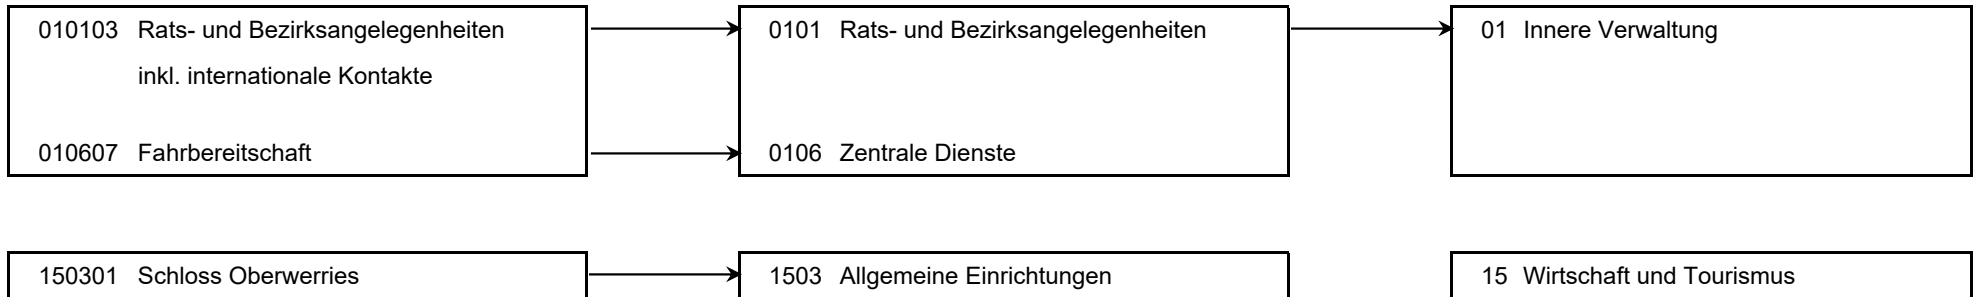 010103 Rats- und Bezirksangelegenheiten 0101 Rats- und Bezirksangelegenheiten 01 Innere Verwaltung
inkl. internationale Kontakte
010607 Fahrbereitschaft 0106 Zentrale Dienste
150301 Schloss Oberwerries 1503 Allgemeine Einrichtungen 15 Wirtschaft und Tourismus